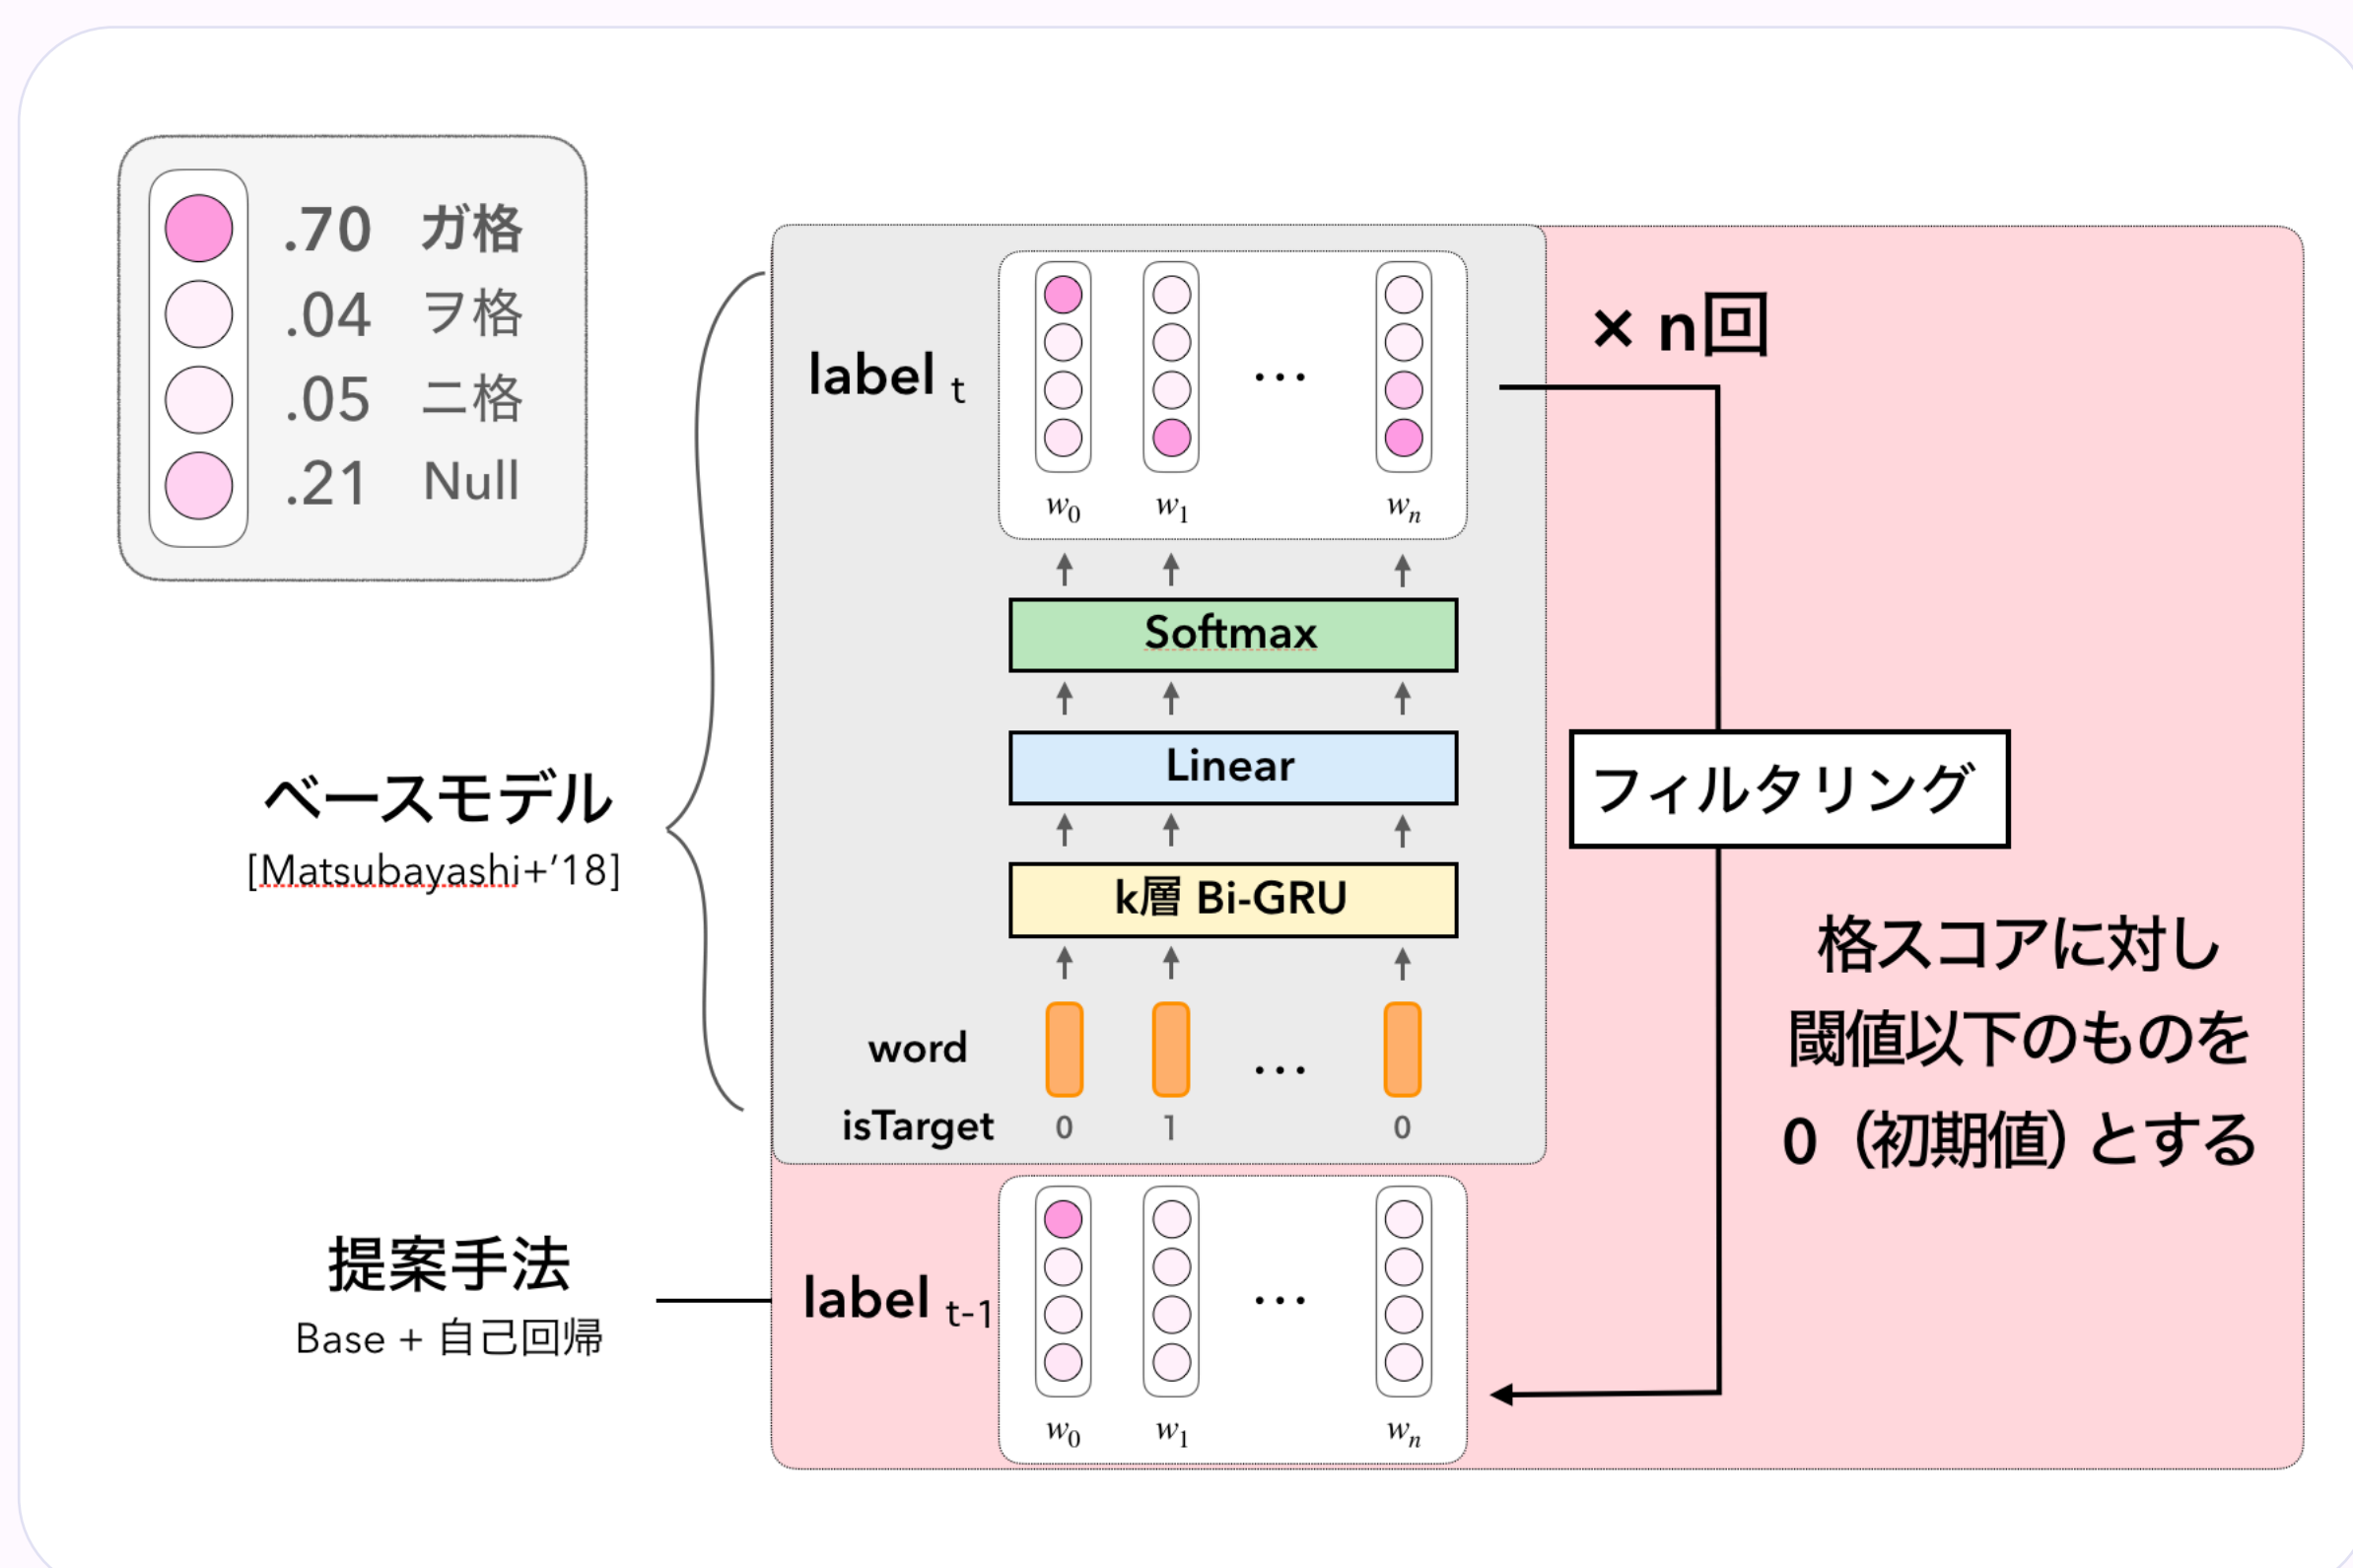 .70 ガ格
.04 ヲ格
.05 ニ格
.21 Null
ベースモデル
[Matsubayashi+’18]
提案手法
Base + 自己回帰
label t
w0 w1 … wn
Softmax
Linear
k層 Bi-GRU
word …
isTarget 0 1 0
label t-1 …
w0 w1 wn
× n回
フィルタリング
格スコアに対し
閾値以下のものを
0（初期値）とする